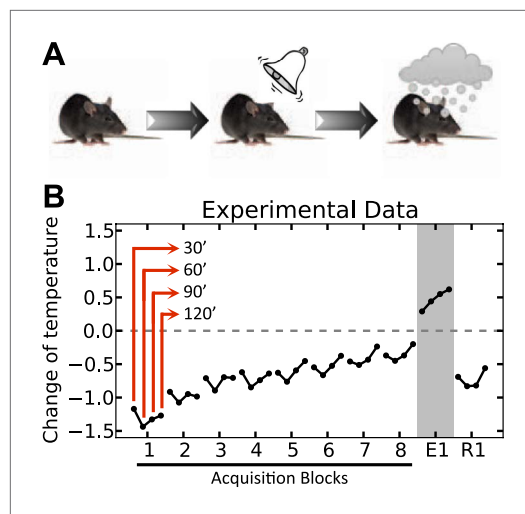 A
B
Experimental Data
Change of temperature
1.5
1.0
0.5
0.0
−0.5
−1.0
−1.5
30′
60′
90′
120′
1 2 3 4 5 6 7 8 E1 R1
Acquisition Blocks